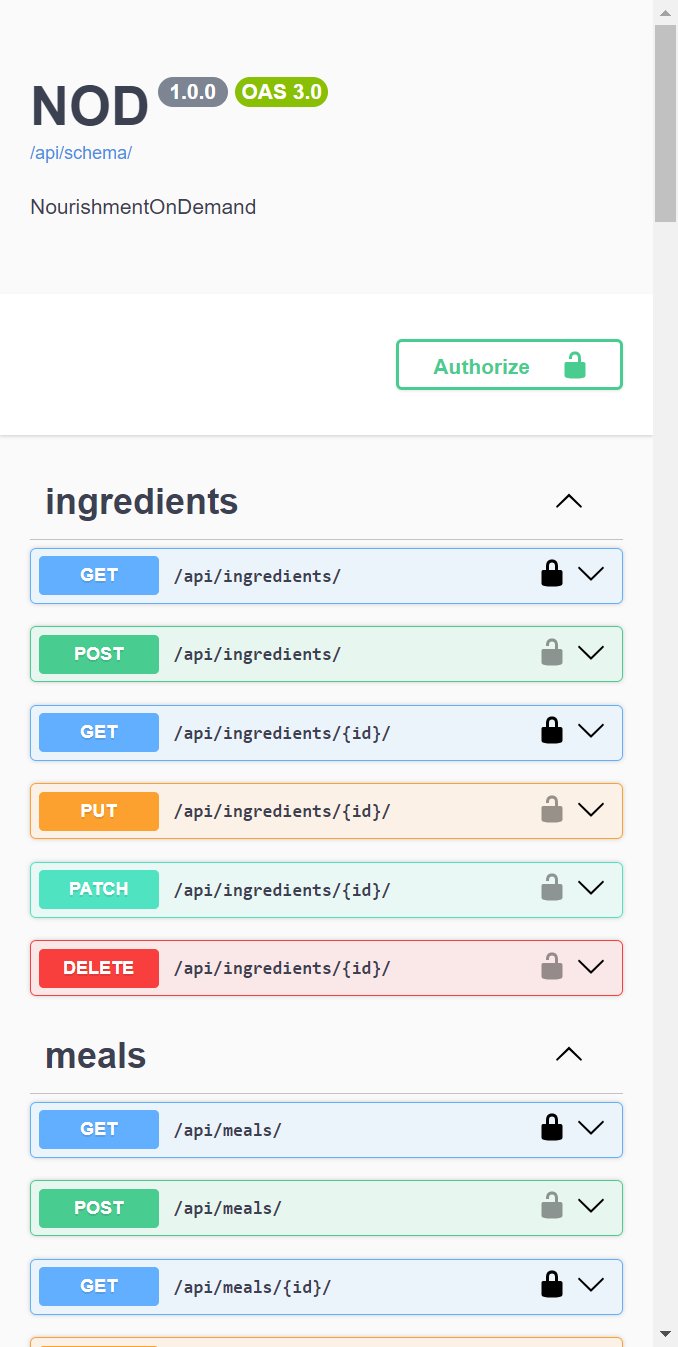 NOD 1.0.0 OAS 3.0
/api/schema/
NourishmentOnDemand
Authorize
ingredients
GET /api/ingredients/
POST /api/ingredients/
GET /api/ingredients/{id}/
PUT /api/ingredients/{id}/
PATCH /api/ingredients/{id}/
DELETE /api/ingredients/{id}/
meals
GET /api/meals/
POST /api/meals/
GET /api/meals/{id}/